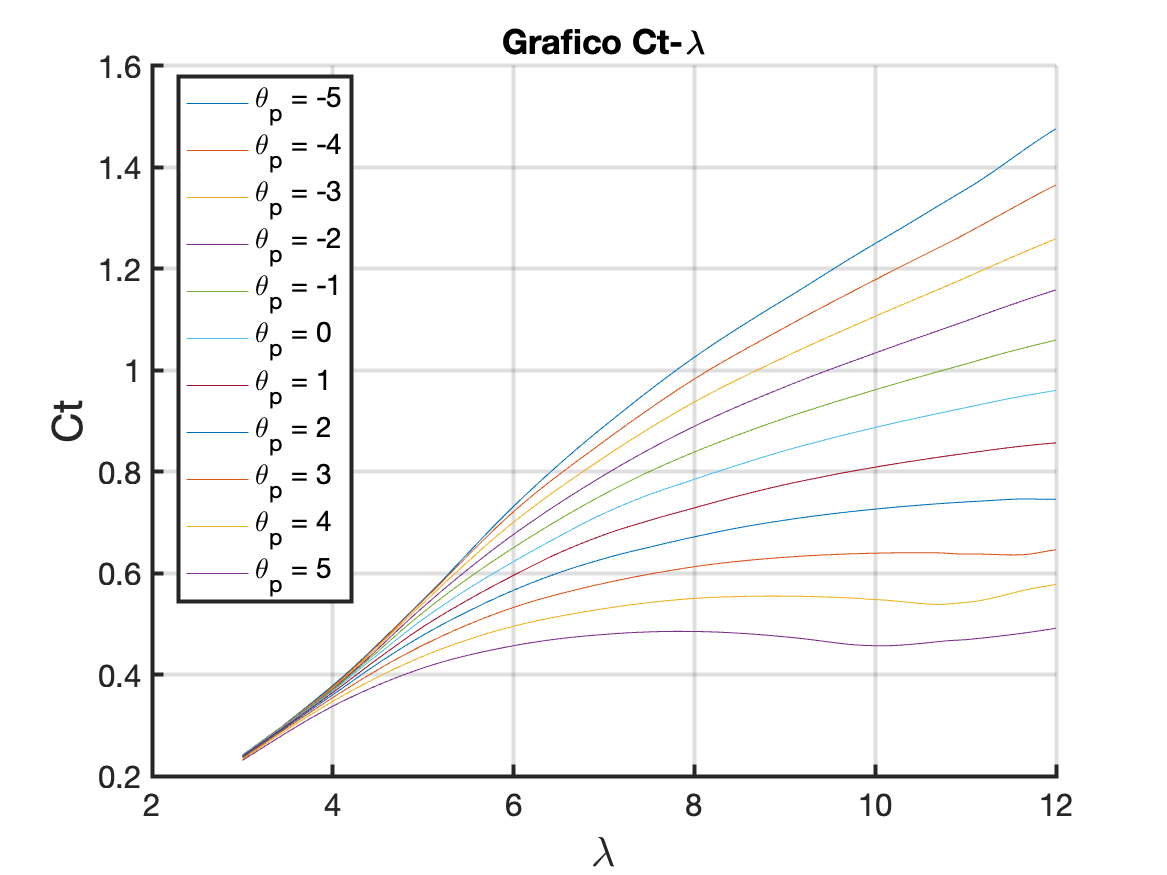 Grafico Ct-λ
1.6
1.4
1.2
1
0.8
0.6
0.4
0.2
Ct
θp = -5
θp = -4
θp = -3
θp = -2
θp = -1
θp = 0
θp = 1
θp = 2
θp = 3
θp = 4
θp = 5
2 4 6 8 10 12
λ